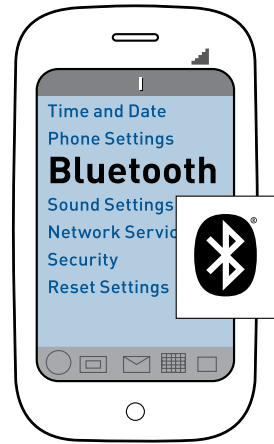 Time and Date
Phone Settings
Bluetooth
Sound Settings
Network Servic
Security
Reset Settings
®